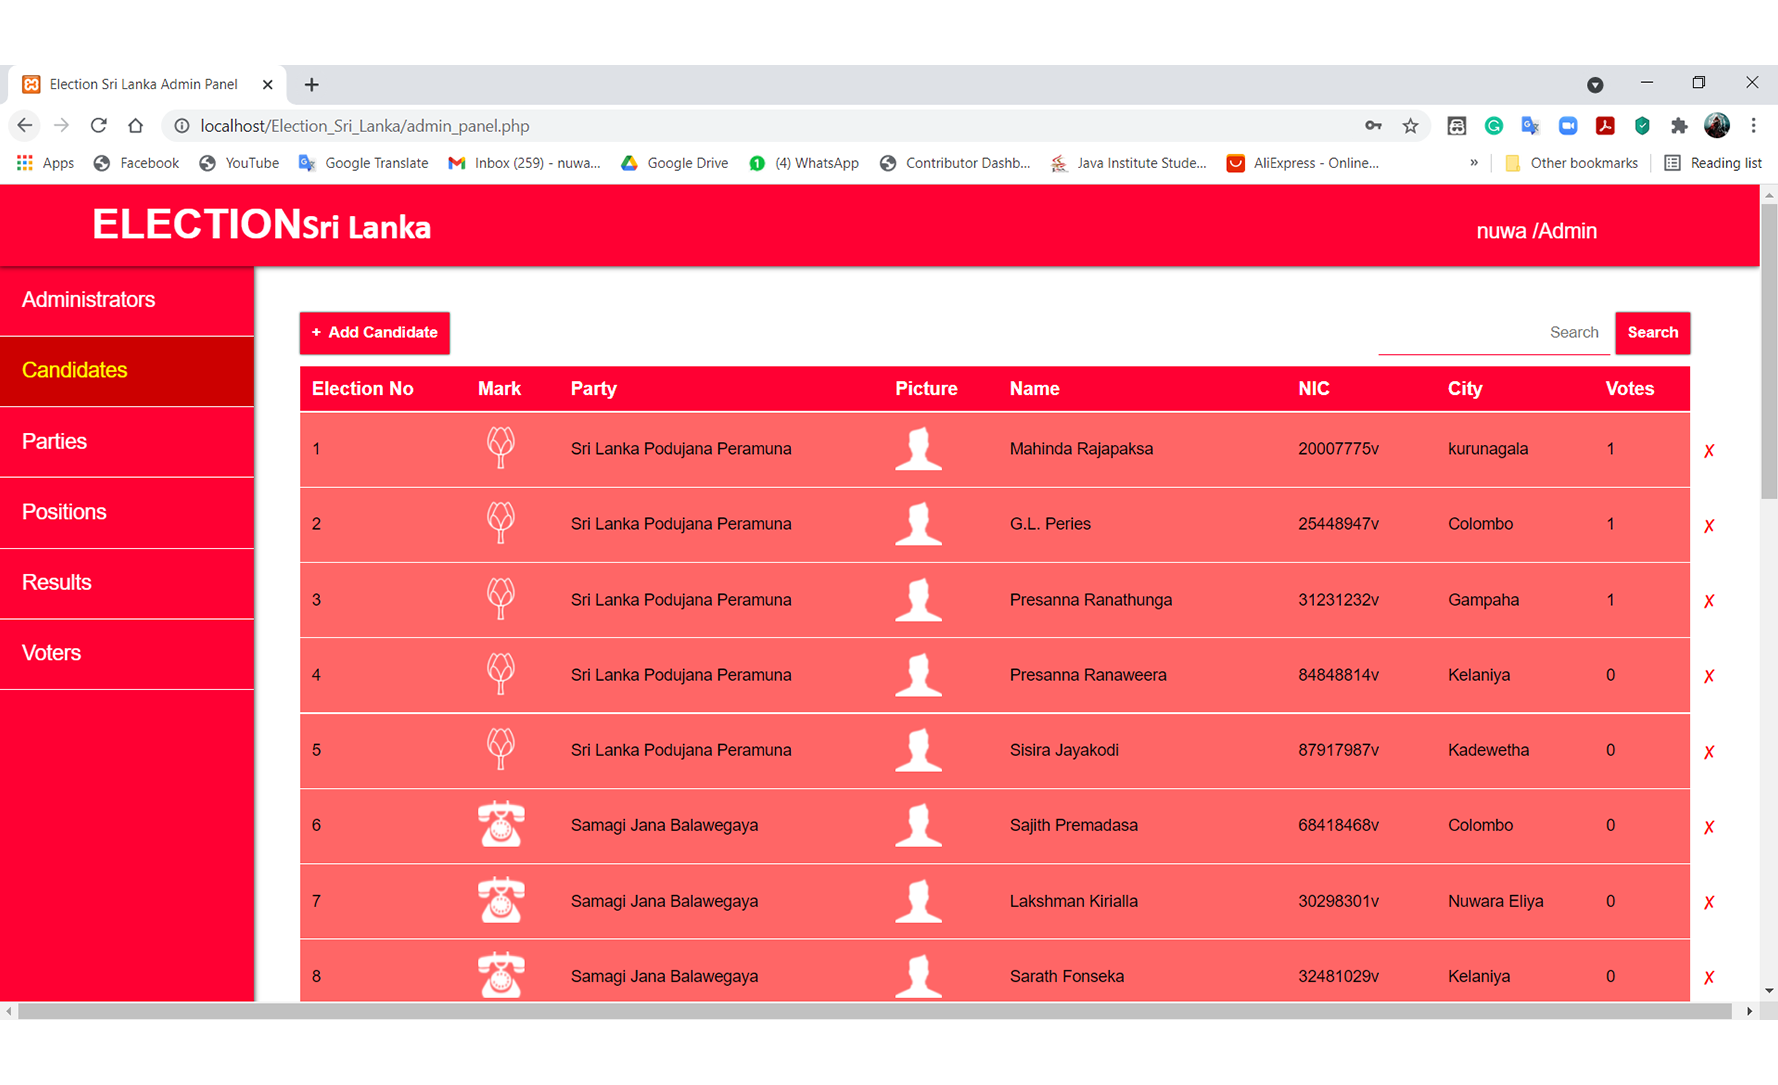 Election Sri Lanka Admin Panel
localhost/Election_Sri_Lanka/admin_panel.php
Apps Facebook YouTube Google Translate Inbox (259) - nuwa... Google Drive (4) WhatsApp Contributor Dashb... Java Institute Stude... AliExpress - Online... » Other bookmarks Reading list
ELECTIONSri Lanka
nuwa /Admin
Administrators
Candidates
Parties
Positions
Results
Voters
+ Add Candidate
Search Search
Election No Mark Party Picture Name NIC City Votes
1 Sri Lanka Podujana Peramuna Mahinda Rajapaksa 20007775v kurunagala 1 X
2 Sri Lanka Podujana Peramuna G.L. Peries 25448947v Colombo 1 X
3 Sri Lanka Podujana Peramuna Presanna Ranathunga 31231232v Gampaha 1 X
4 Sri Lanka Podujana Peramuna Presanna Ranaweera 84848814v Kelaniya 0 X
5 Sri Lanka Podujana Peramuna Sisira Jayakodi 87917987v Kadewetha 0 X
6 Samagi Jana Balawegaya Sajith Premadasa 68418468v Colombo 0 X
7 Samagi Jana Balawegaya Lakshman Kirialla 30298301v Nuwara Eliya 0 X
8 Samagi Jana Balawegaya Sarath Fonseka 32481029v Kelaniya 0 X